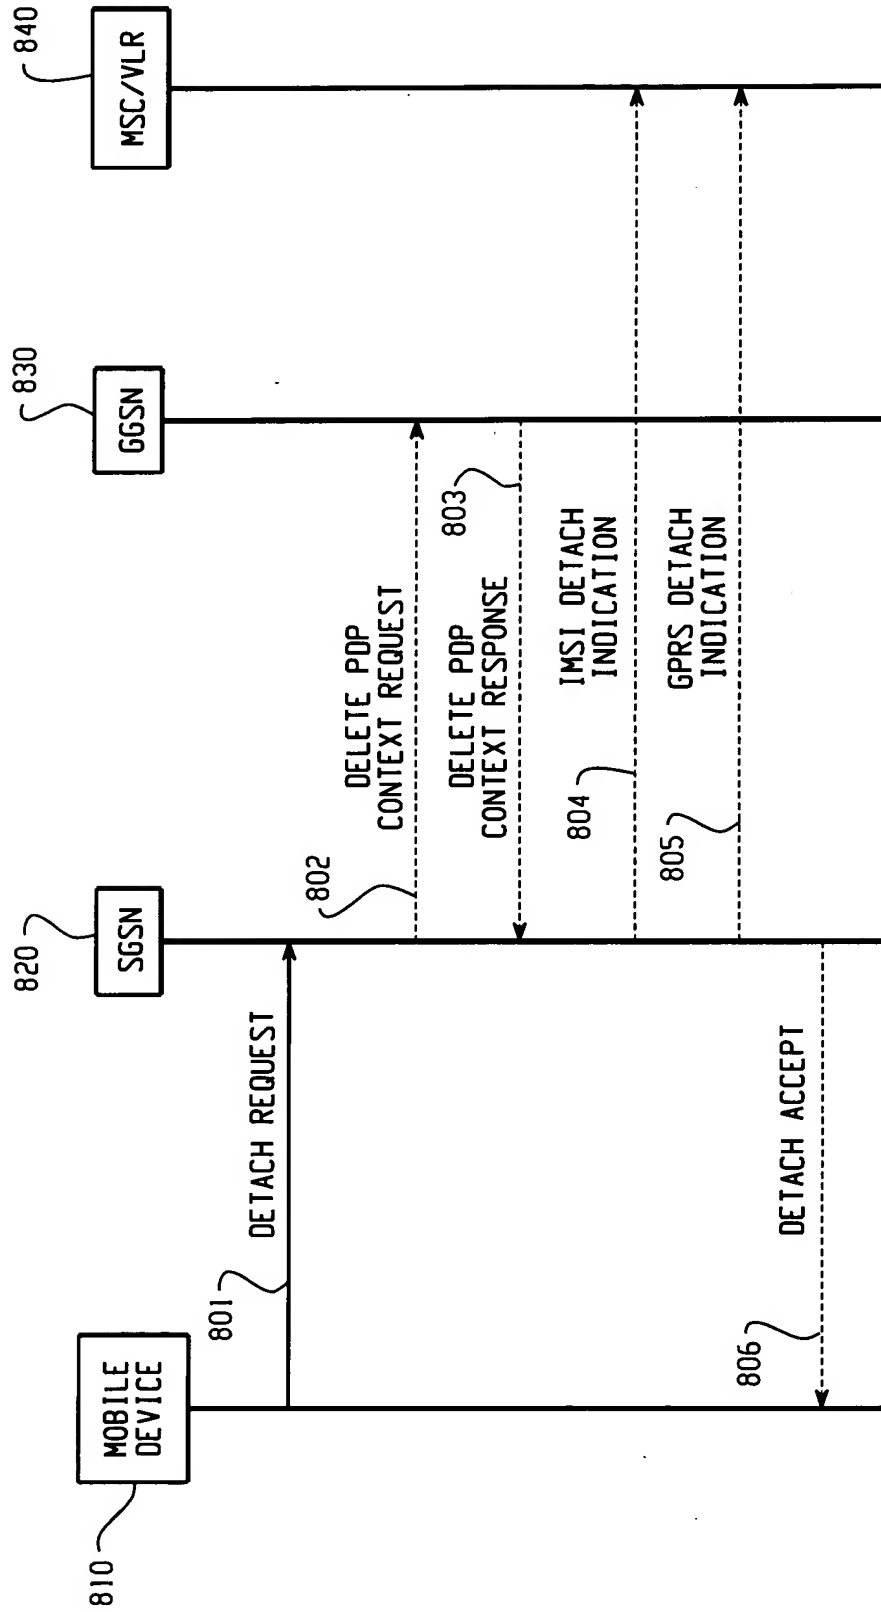 810
MOBILE
DEVICE
820
SGSN
830
GGSN
840
MSC/VLR
801
DETACH REQUEST
802
DELETE PDP
CONTEXT REQUEST
DELETE PDP
CONTEXT RESPONSE
803
804
IMSI DETACH
INDICATION
805
GPRS DETACH
INDICATION
806
DETACH ACCEPT